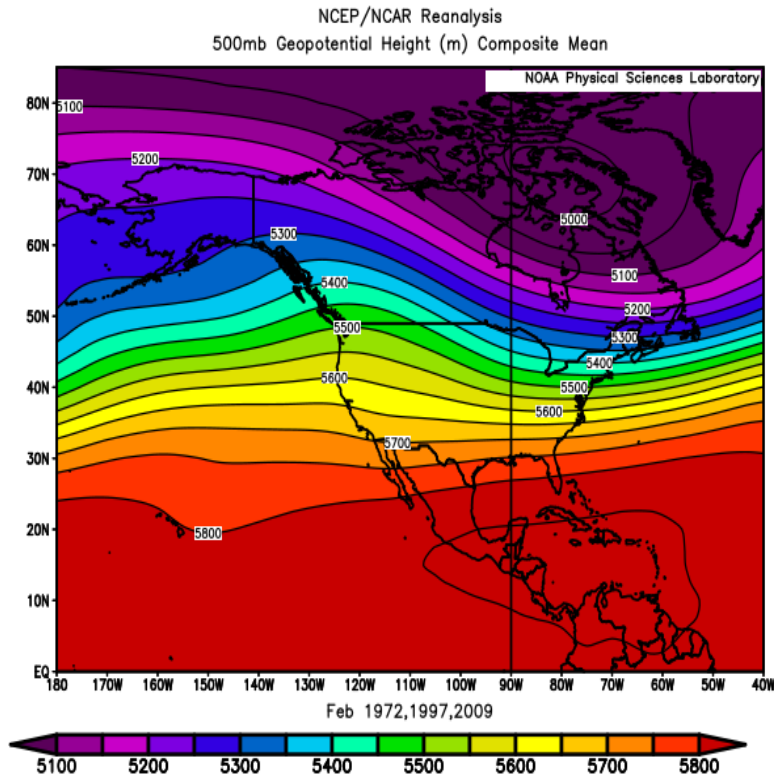 NCEP/NCAR Reanalysis
500mb Geopotential Height (m) Composite Mean
NOAA Physical Sciences Laboratory
80N
5100
5200
70N
5000
60N
5300
5100
5400
5200
50N
5500
5300
5400
40N
5600
5500
5600
5700
30N
20N
5800
10N
EQ
180 170W 160W 150W 140W 130W 120W 110W 100W 90W 80W 70W 60W 50W 40W
Feb 1972,1997,2009
5100 5200 5300 5400 5500 5600 5700 5800